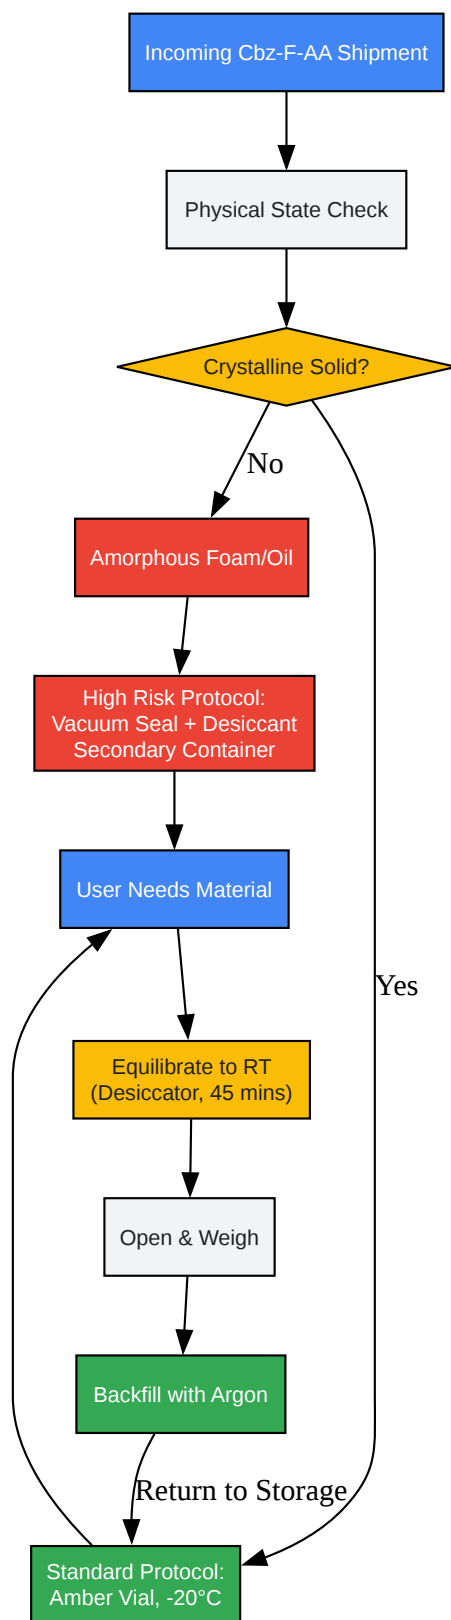 Incoming Cbz-F-AA Shipment
Physical State Check
Crystalline Solid?
No
Amorphous Foam/Oil
High Risk Protocol:
Vacuum Seal + Desiccant
Secondary Container
User Needs Material
Yes
Equilibrate to RT
(Desiccator, 45 mins)
Open & Weigh
Backfill with Argon
Return to Storage
Standard Protocol:
Amber Vial, -20°C